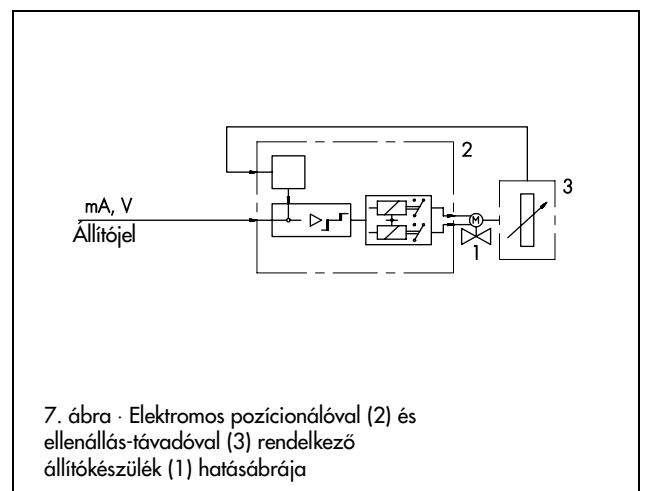 2
3
mA, V
Állítójel
M
1
7. ábra · Elektromos pozícionálóval (2) és
ellenállás-távadóval (3) rendelkező
állítókészülék (1) hatásábrája